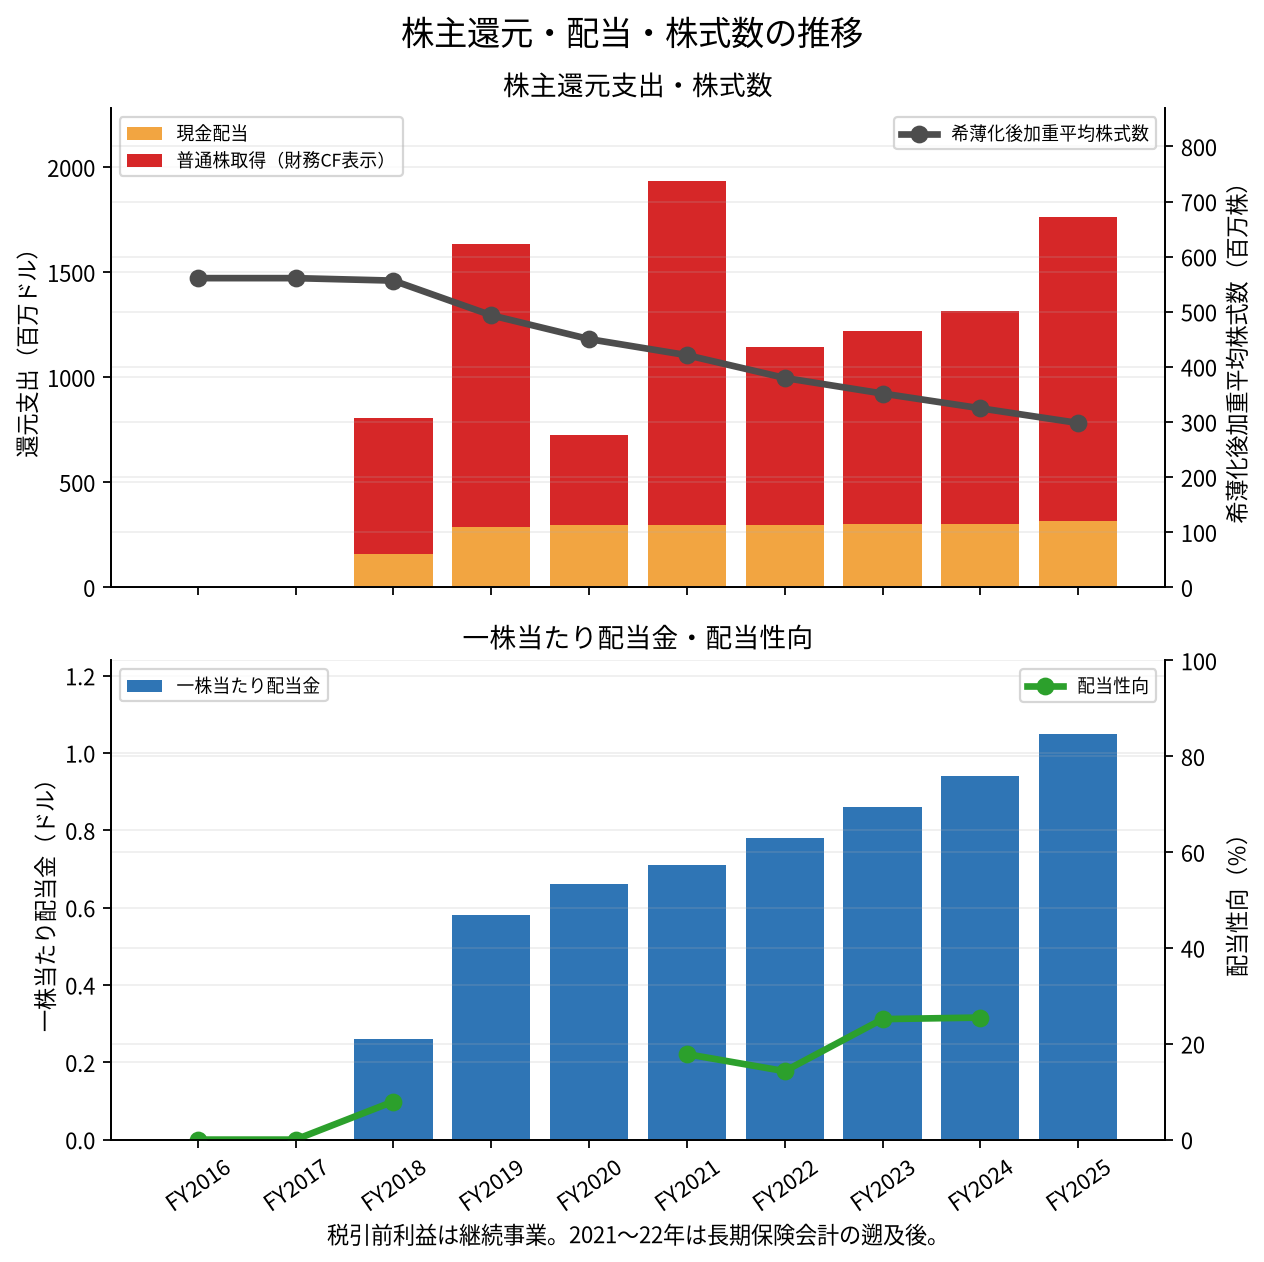 株主還元・配当・株式数の推移
株主還元支出・株式数
現金配当
普通株取得（財務CF表示）
希薄化後加重平均株式数
還元支出（百万ドル）
2000
1500
1000
500
0
800
700
600
500
400
300
200
100
0
希薄化後加重平均株式数（百万株）
一株当たり配当金・配当性向
一株当たり配当金
配当性向
一株当たり配当金（ドル）
1.2
1.0
0.8
0.6
0.4
0.2
0.0
100
80
60
40
20
0
配当性向（%）
FY2016
FY2017
FY2018
FY2019
FY2020
FY2021
FY2022
FY2023
FY2024
FY2025
税引前利益は継続事業。2021〜22年は長期保険会計の遡及後。